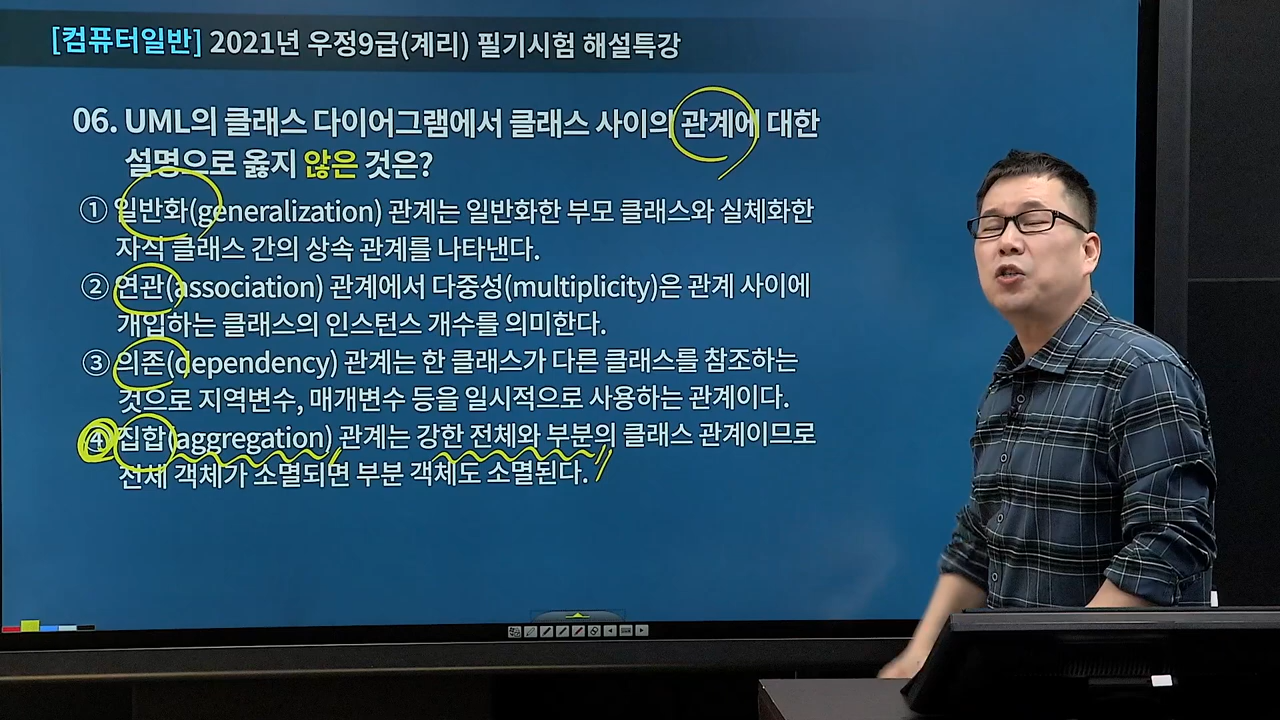 [컴퓨터일반] 2021년 우정9급(계리) 필기시험 해설특강
06. UML의 클래스 다이어그램에서 클래스 사이의 관계에 대한
설명으로 옳지 않은 것은?
① 일반화(generalization) 관계는 일반화한 부모 클래스와 실체화한
자식 클래스 간의 상속 관계를 나타낸다.
② 연관(association) 관계에서 다중성(multiplicity)은 관계 사이에
개입하는 클래스의 인스턴스 개수를 의미한다.
③ 의존(dependency) 관계는 한 클래스가 다른 클래스를 참조하는
것으로 지역변수, 매개변수 등을 일시적으로 사용하는 관계이다.
④ 집합(aggregation) 관계는 강한 전체와 부분의 클래스 관계이므로
전체 객체가 소멸되면 부분 객체도 소멸된다.